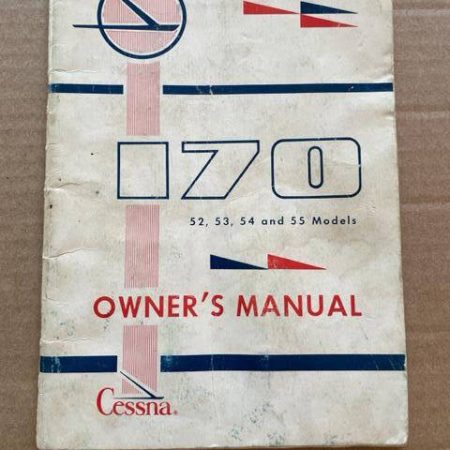 170
52, 53, 54 and 55 Models
OWNER'S MANUAL
Cessna®